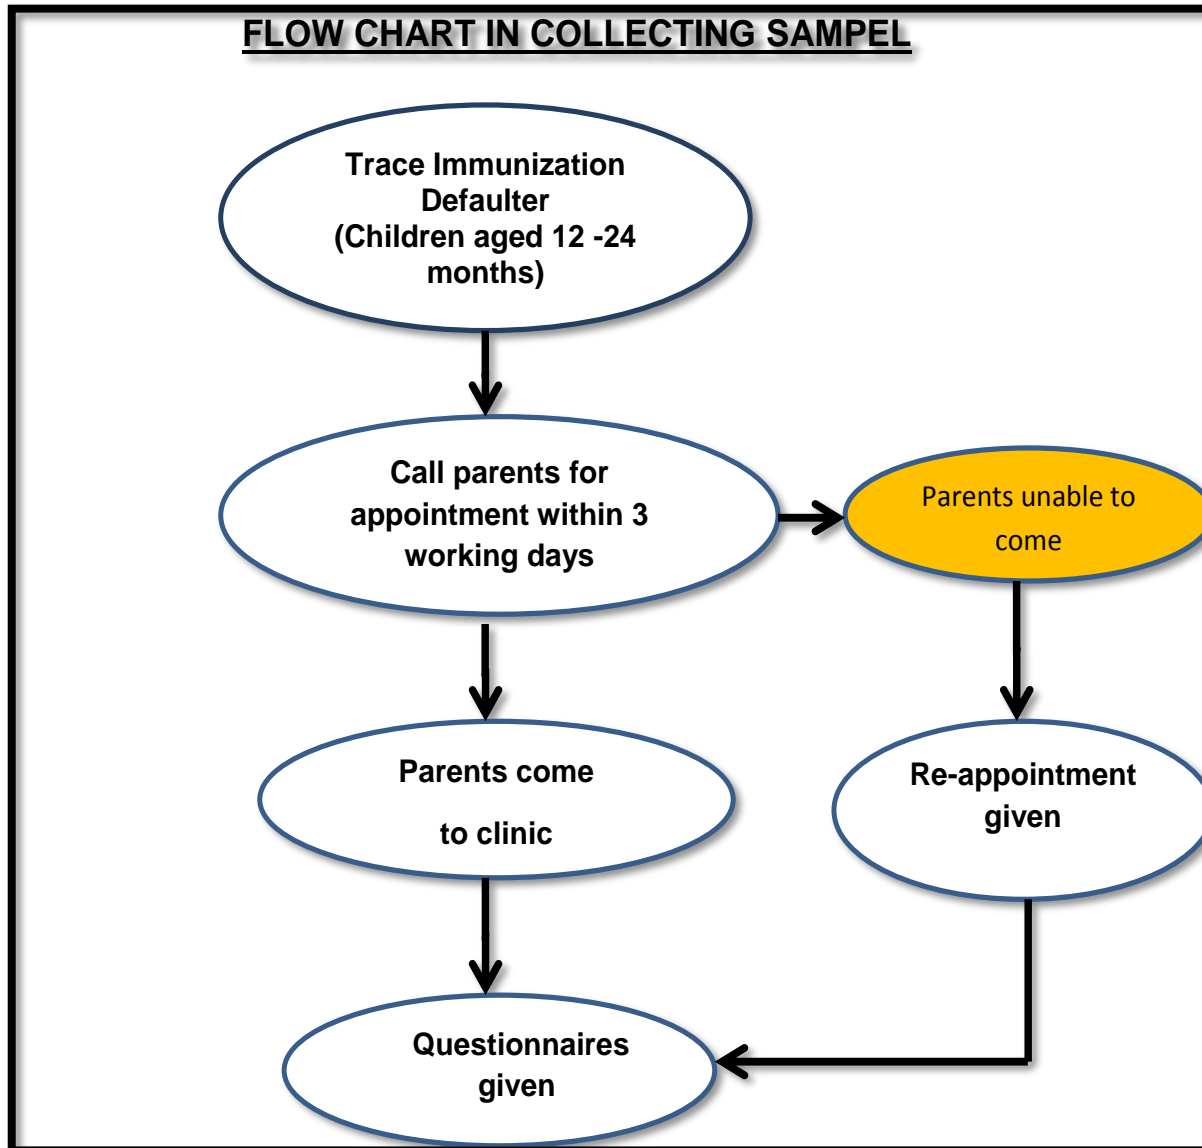 FLOW CHART IN COLLECTING SAMPEL
Trace Immunization
Defaulter
(Children aged 12 -24
months)
Call parents for
appointment within 3
working days
Parents unable to
come
Parents come
to clinic
Re-appointment
given
Questionnaires
given